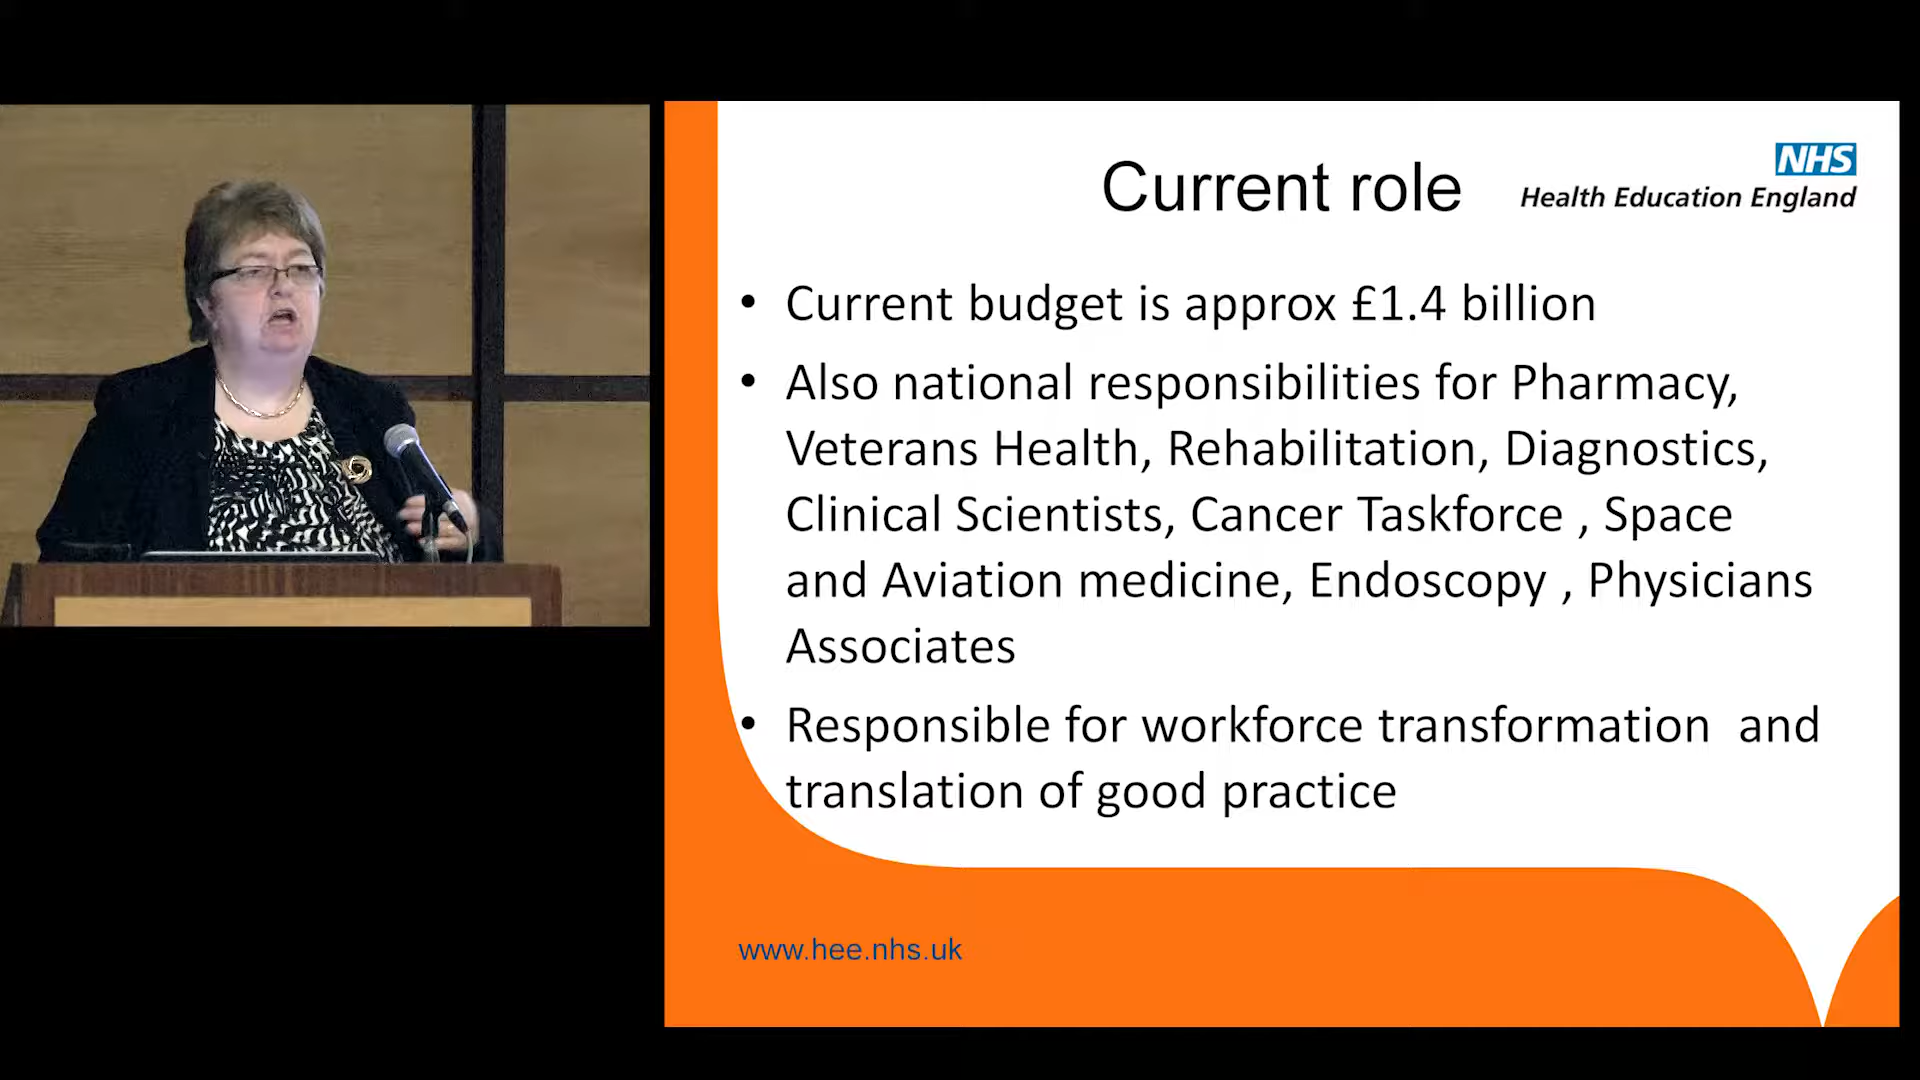 Current role
NHS
Health Education England
• Current budget is approx £1.4 billion
• Also national responsibilities for Pharmacy,
Veterans Health, Rehabilitation, Diagnostics,
Clinical Scientists, Cancer Taskforce , Space
and Aviation medicine, Endoscopy , Physicians
Associates
• Responsible for workforce transformation  and
translation of good practice
www.hee.nhs.uk